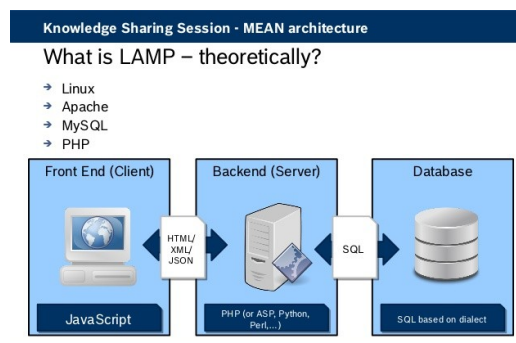 Knowledge Sharing Session - MEAN architecture
What is LAMP – theoretically?
Linux
Apache
MySQL
PHP
Front End (Client)
Backend (Server)
Database
HTML/
XML/
JSON
SQL
JavaScript
PHP (or ASP, Python,
Perl,...)
SQL based on dialect